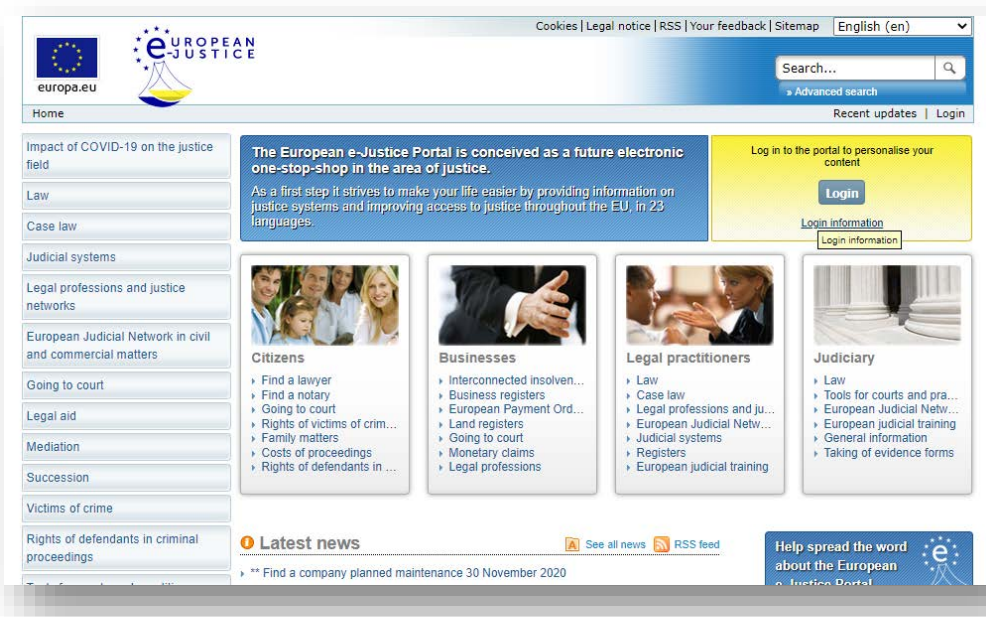 Cookies | Legal notice | RSS | Your feedback | Sitemap English (en)
europa.eu
EUROPEAN
E-JUSTICE
Search...
» Advanced search
Home
Recent updates | Login
Impact of COVID-19 on the justice
field
Law
Case law
Judicial systems
Legal professions and justice
networks
European Judicial Network in civil
and commercial matters
Going to court
Legal aid
Mediation
Succession
Victims of crime
Rights of defendants in criminal
proceedings
The European e-Justice Portal is conceived as a future electronic
one-stop-shop in the area of justice.
As a first step it strives to make your life easier by providing information on
justice systems and improving access to justice throughout the EU, in 23
languages.
Log in to the portal to personalise your
content
Login
Login information
Login information
Citizens
Find a lawyer
Find a notary
Going to court
Rights of victims of crim...
Family matters
Costs of proceedings
Rights of defendants in ...
Businesses
Interconnected insolven...
Business registers
European Payment Ord...
Land registers
Going to court
Monetary claims
Legal professions
Legal practitioners
Law
Case law
Legal professions and ju...
European Judicial Netw...
Judicial systems
Registers
European judicial training
Judiciary
Law
Tools for courts and pra...
European Judicial Netw...
European judicial training
General information
Taking of evidence forms
Latest news
A See all news RSS feed
** Find a company planned maintenance 30 November 2020
Help spread the word
about the European
e-Justice Portal
e